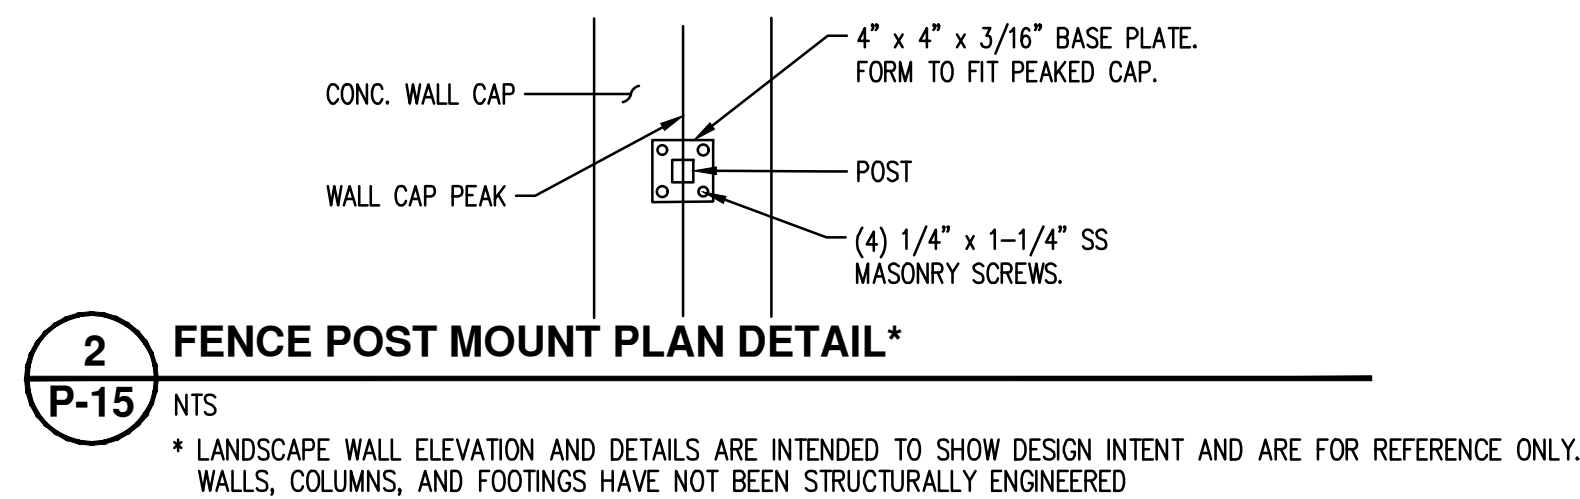 4” x 4” x 3/16” BASE PLATE.
FORM TO FIT PEAKED CAP.
CONC. WALL CAP
POST
WALL CAP PEAK
(4) 1/4” x 1-1/4” SS
MASONRY SCREWS.
2
FENCE POST MOUNT PLAN DETAIL*
P-15
NTS
* LANDSCAPE WALL ELEVATION AND DETAILS ARE INTENDED TO SHOW DESIGN INTENT AND ARE FOR REFERENCE ONLY.
WALLS, COLUMNS, AND FOOTINGS HAVE NOT BEEN STRUCTURALLY ENGINEERED